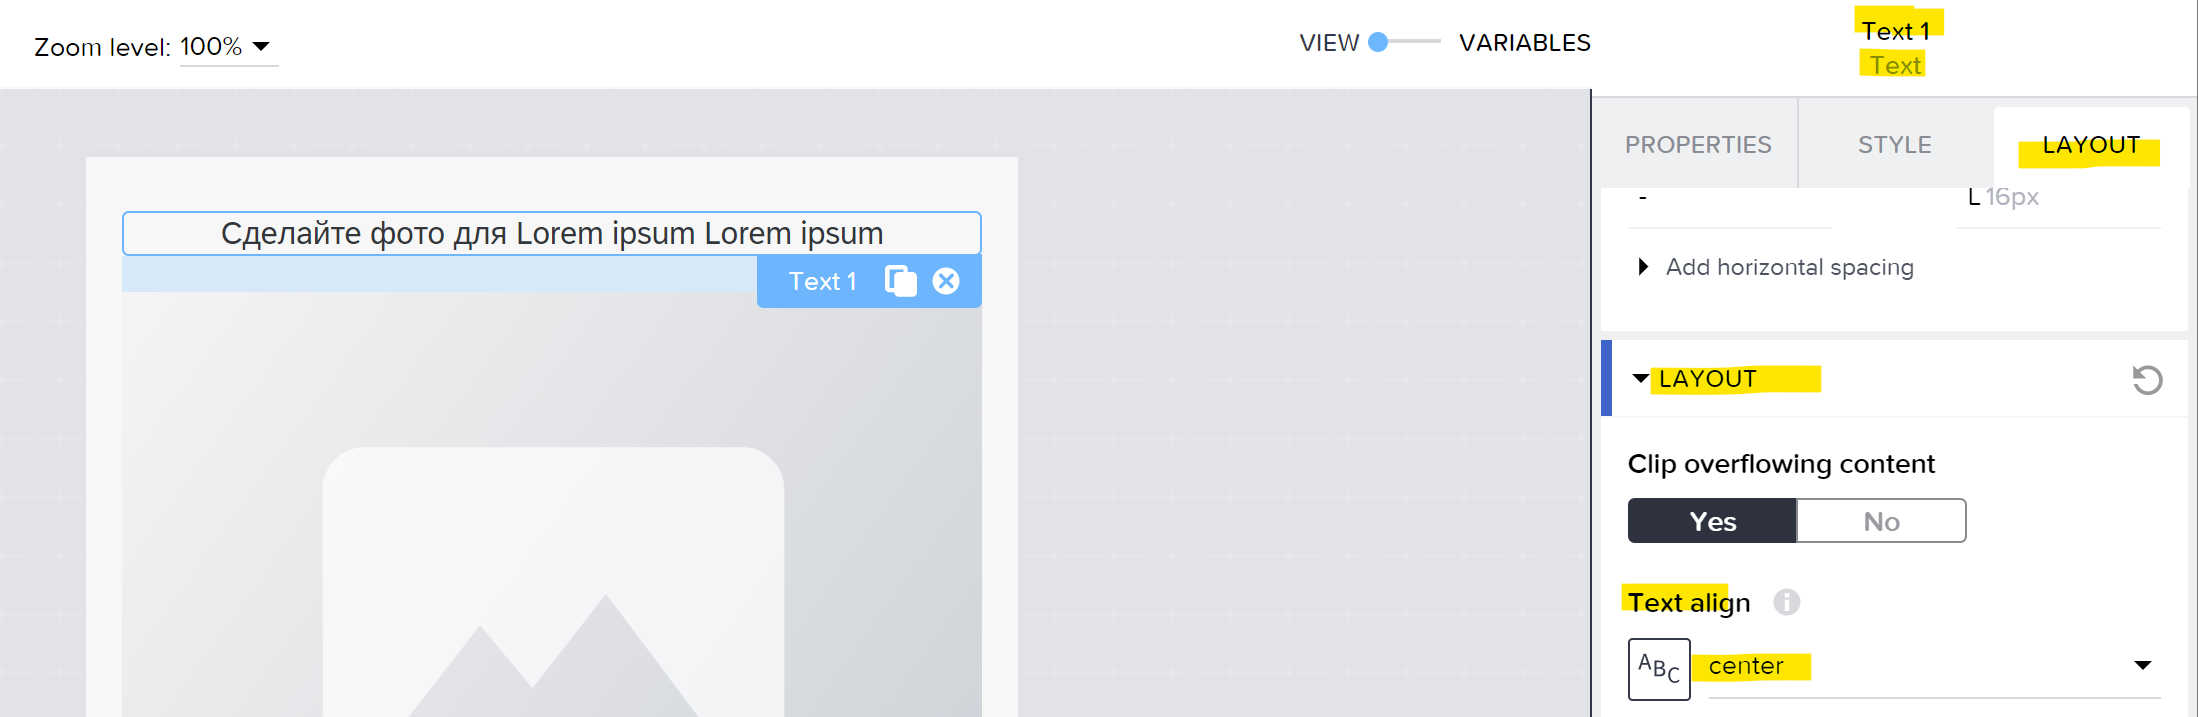 Zoom level: 100%
VIEW VARIABLES
Text 1
Text
PROPERTIES STYLE LAYOUT
- L 16px
Add horizontal spacing
Сделайте фото для Lorem ipsum Lorem ipsum
Text 1
LAYOUT
Clip overflowing content
Yes No
Text align i
ABC center